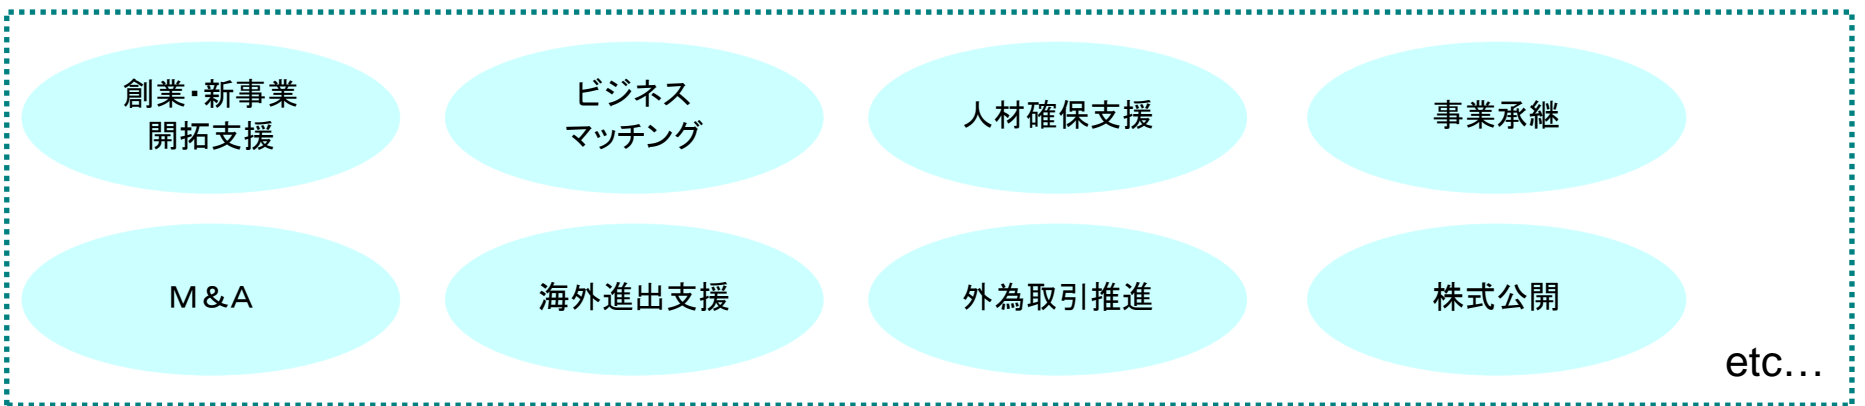 創業・新事業
開拓支援
ビジネス
マッチング
人材確保支援
事業承継
M&A
海外進出支援
外為取引推進
株式公開
etc…